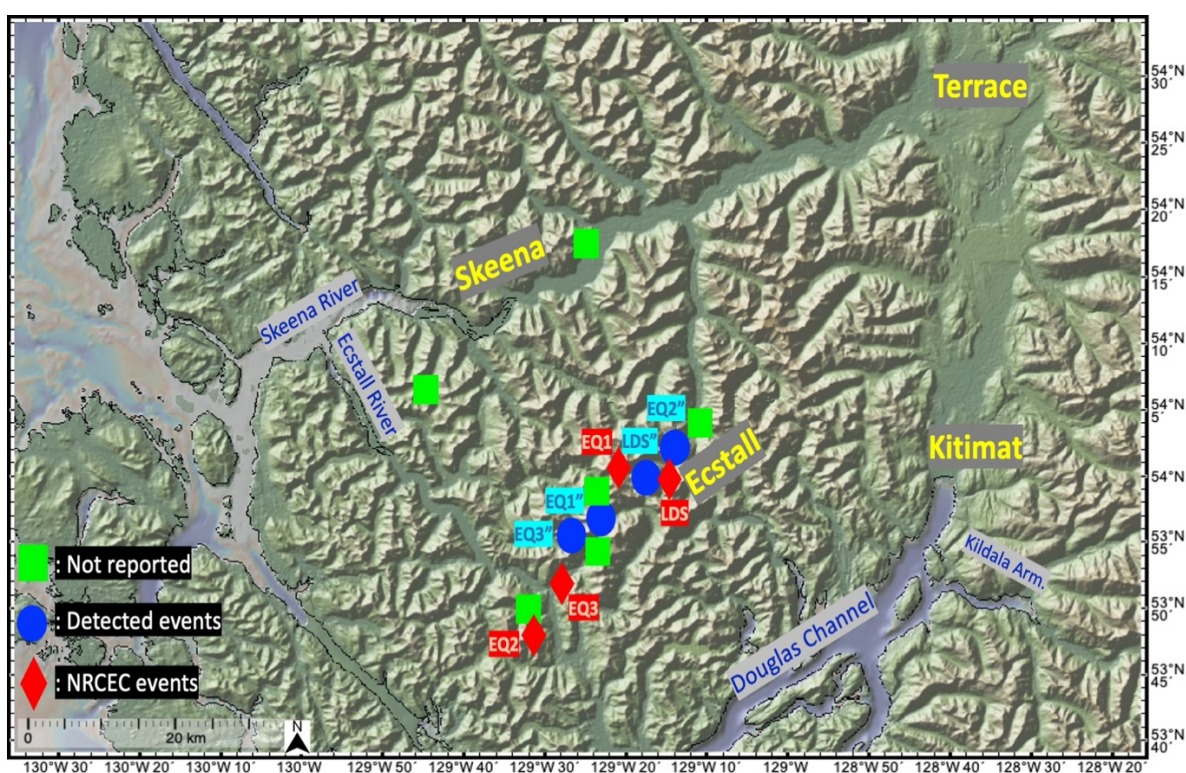 Terrace
54°N
30'
54°N
25'
54°N
20'
Skeena
54°N
15'
Skeena River
54°N
10'
Ecstall River
54°N
5'
EQ2”
EQ1
LDS”
Kitimat
Ecstall
54°N
EQ1”
LDS
EQ3”
53°N
55'
Kildala Arm.
: Not reported
EQ3
53°N
50'
: Detected events
EQ2
Douglas Channel
53°N
45'
: NRCEC events
N
0
20 km
53°N
40'
130°W 30'
130°W 20'
130°W 10'
130°W
129°W 50'
129°W 40'
129°W 30'
129°W 20'
129°W 10'
129°W
128°W 50'
128°W 40'
128°W 30'
128°W 20'